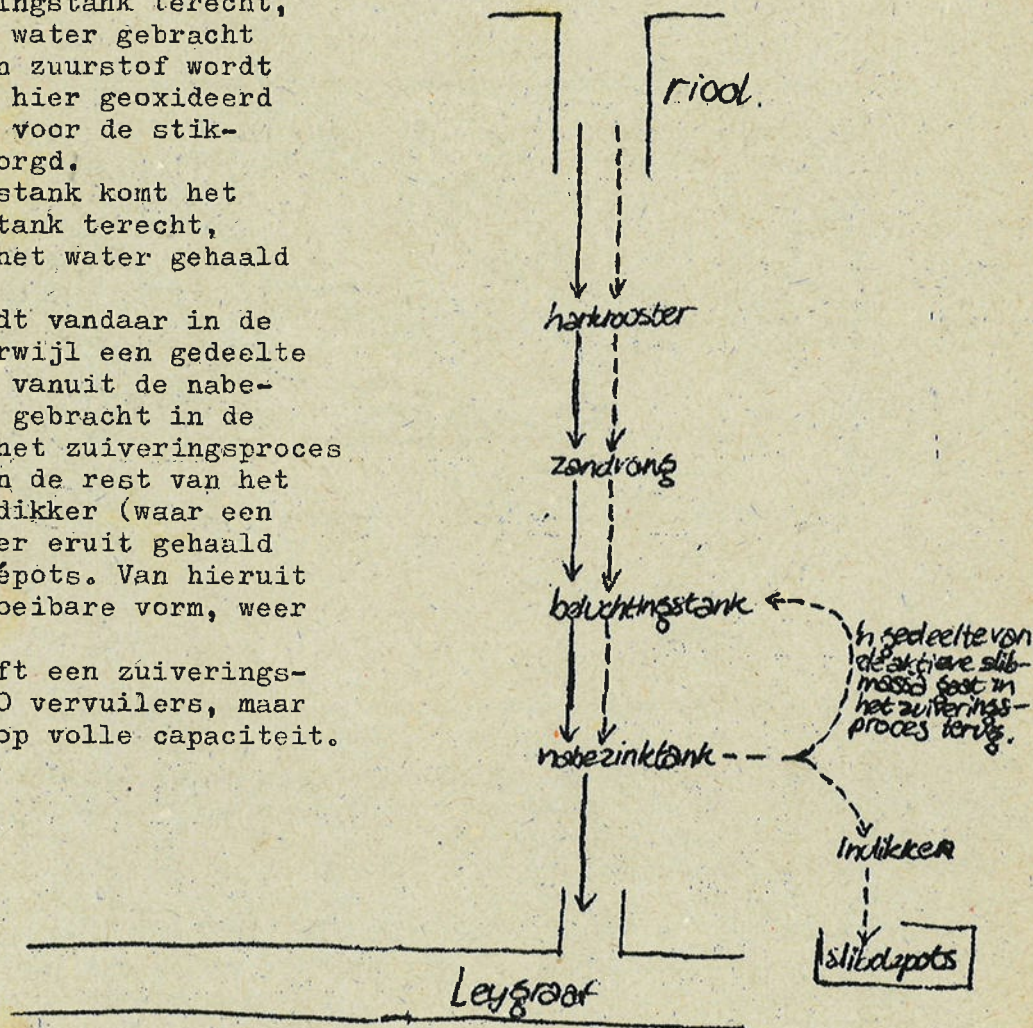 ingstank terecht,
water gebracht
n zuurstof wordt
hier geoxideerd
voor de stik-
orgd.
stank komt het
tank terecht,
het water gehaald
dt vandaar in de
rwijl een gedeelte
vanuit de nabe-
gebracht in de
het zuiveringsproces
n de rest van het
dikker (waar een
er eruit gehaald
épots. Van hieruit
oeibare vorm, weer
ft een zuiverings-
0 vervuilers, maar
op volle capaciteit.
riool.
harkrooster
zandvang
beluchtingstank
'n gedeelte van
de aktieve slib-
massa gaat in
het zuiverings-
proces terug.
nabezinktank
Indikker
slibdepots
Leygraaf